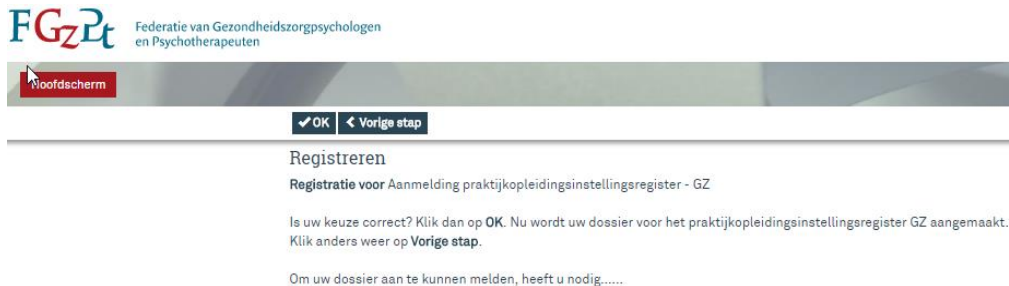 FGzPt
Federatie van Gezondheidszorgpsychologen
en Psychotherapeuten
Hoofdscherm
OK
Vorige stap
Registreren
Registratie voor Aanmelding praktijkopleidingsinstellingsregister - GZ
Is uw keuze correct? Klik dan op OK. Nu wordt uw dossier voor het praktijkopleidingsinstellingsregister GZ aangemaakt.
Klik anders weer op Vorige stap.
Om uw dossier aan te kunnen melden, heeft u nodig......